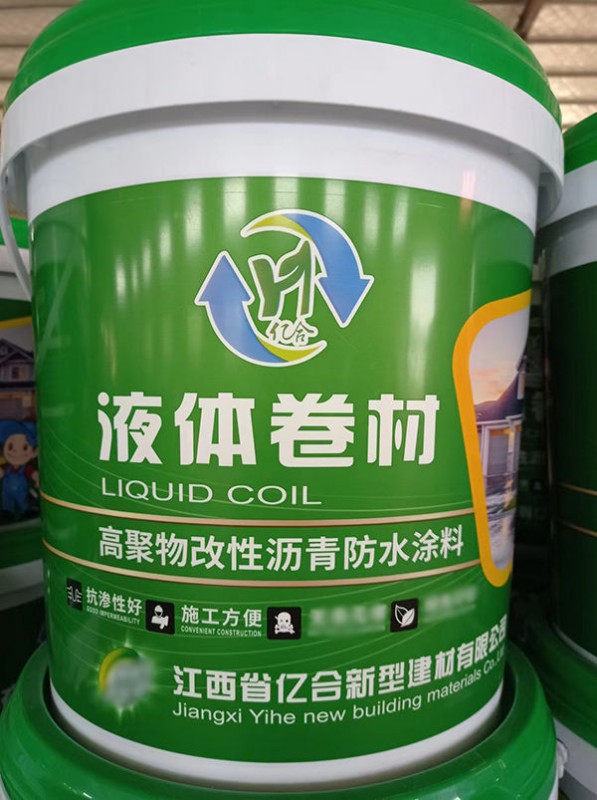 亿合
液体卷材
LIQUID COIL
高聚物改性沥青防水涂料
抗渗性好
GOOD IMPERMEABILITY
施工方便
CONVENIENT CONSTRUCTION
江西省亿合新型建材有限公司
Jiangxi Yihe new building materials Co.